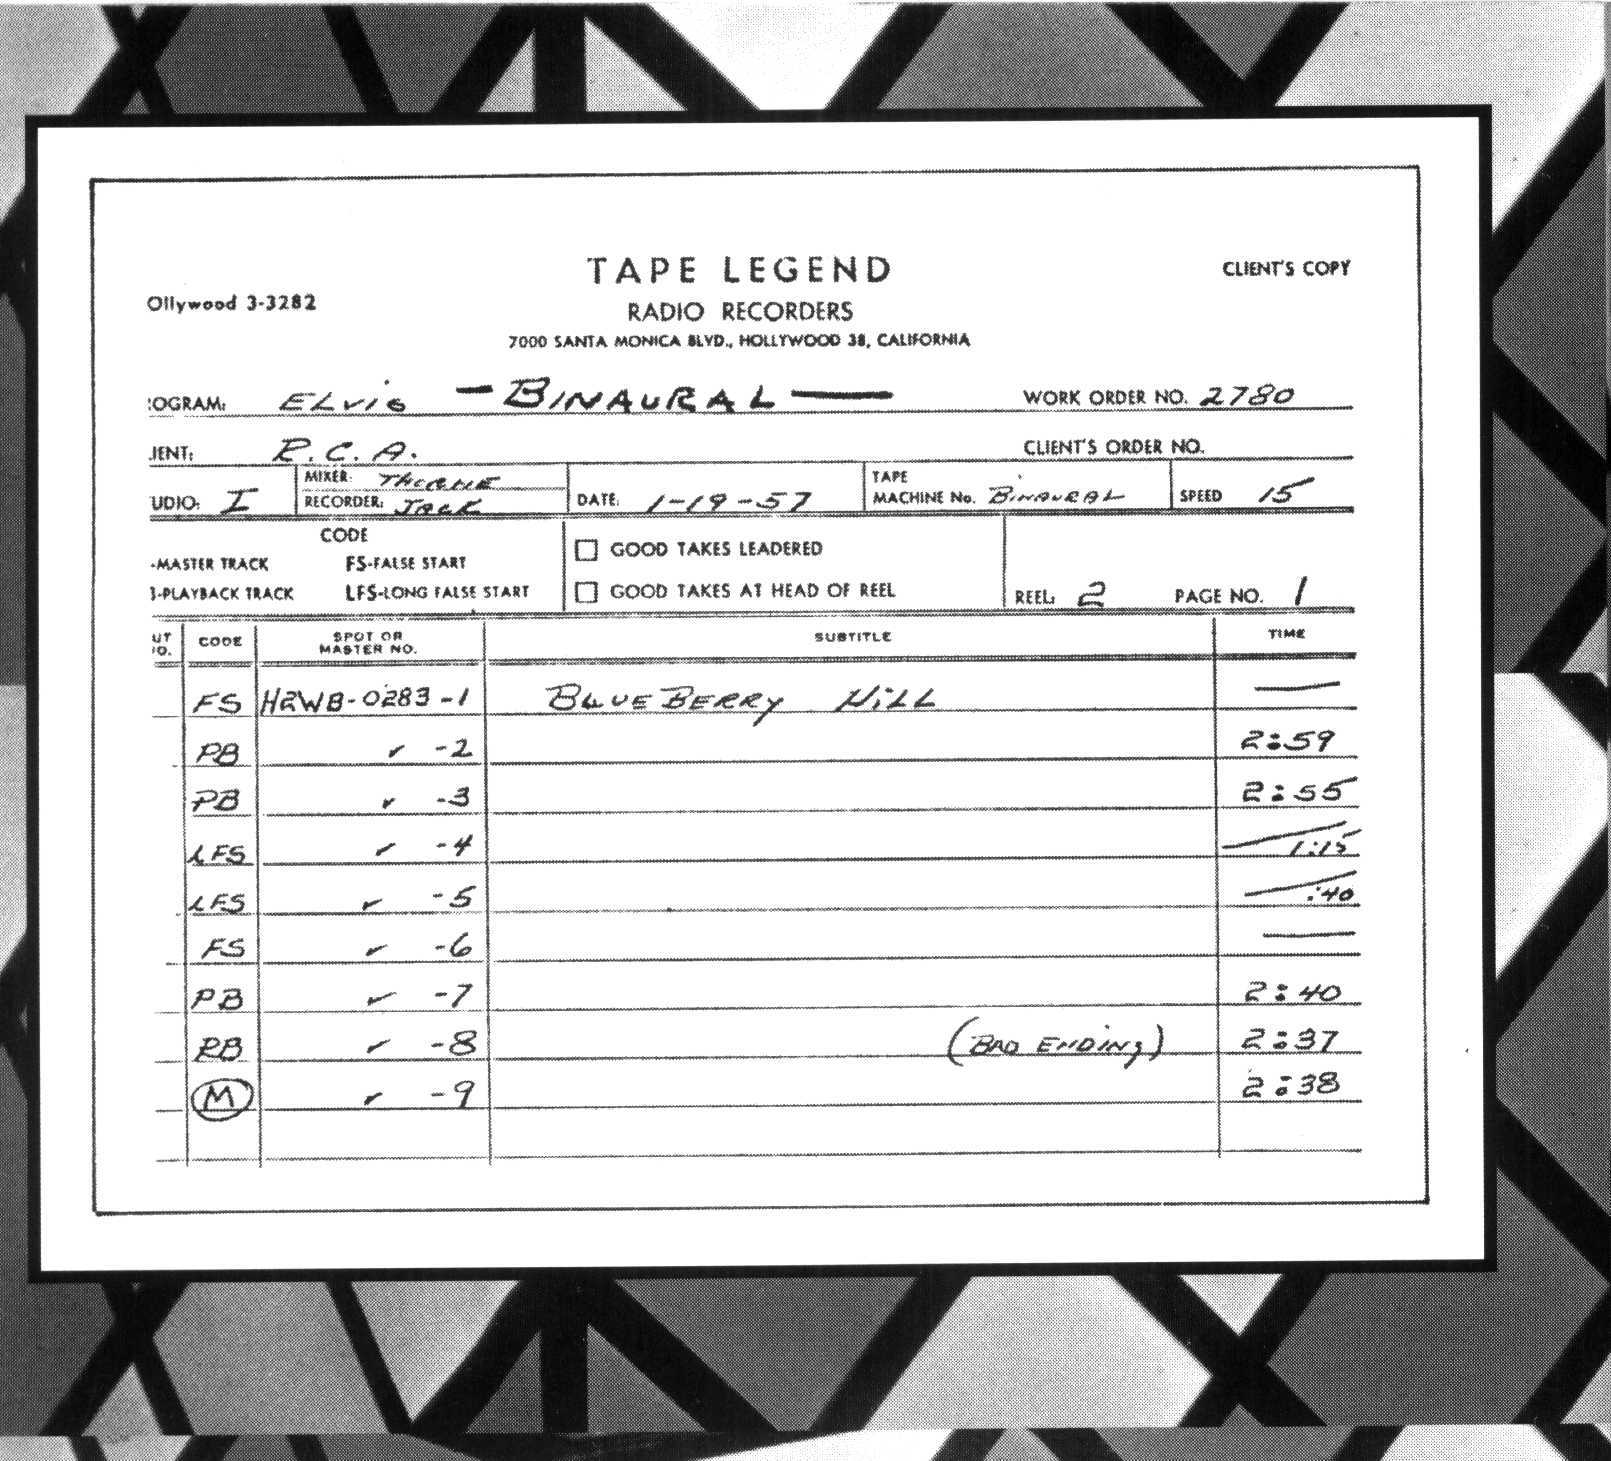 TAPE LEGEND
CLIENT'S COPY
Ollywood 3-3282
RADIO RECORDERS
7000 SANTA MONICA BLVD., HOLLYWOOD 38, CALIFORNIA
:OGRAM: ELViS — BINAURAL — WORK ORDER NO. 2780
IENT: R.C.A. CLIENT'S ORDER NO.
MIXER: THORNE TAPE
UDIO: I RECORDER: JACK DATE: 1-19-57 MACHINE No. BINAURAL SPEED 15
CODE
-MASTER TRACK FS-FALSE START GOOD TAKES LEADERED
3-PLAYBACK TRACK LFS-LONG FALSE START GOOD TAKES AT HEAD OF REEL REEL: 2 PAGE NO. 1
UT CODE SPOT OR SUBTITLE TIME
IO. MASTER NO.
FS H2WB-0283-1 BLUEBERRY HiLL —
PB ✓ -2 2:59
PB ✓ -3 2:55
LFS ✓ -4 1:15
LFS ✓ -5 :40
FS ✓ -6 —
PB ✓ -7 2:40
PB ✓ -8 (BAD ENDiNg) 2:37
M ✓ -9 2:38